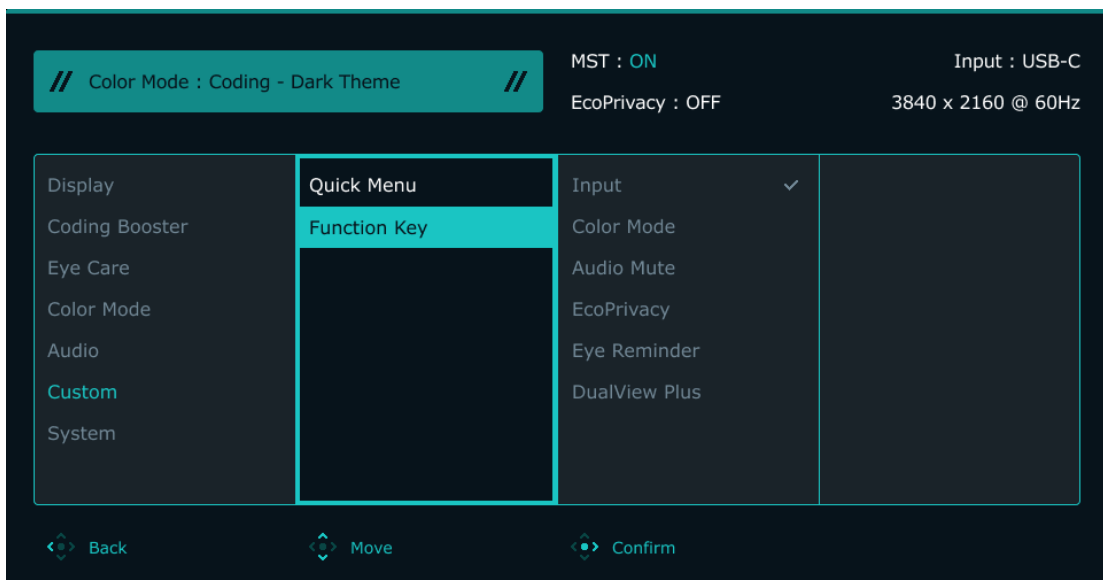 Color Mode : Coding - Dark Theme
MST : ON
Input : USB-C
EcoPrivacy : OFF
3840 x 2160 @ 60Hz
Display
Coding Booster
Eye Care
Color Mode
Audio
Custom
System
Quick Menu
Function Key
Input
Color Mode
Audio Mute
EcoPrivacy
Eye Reminder
DualView Plus
Back
Move
Confirm